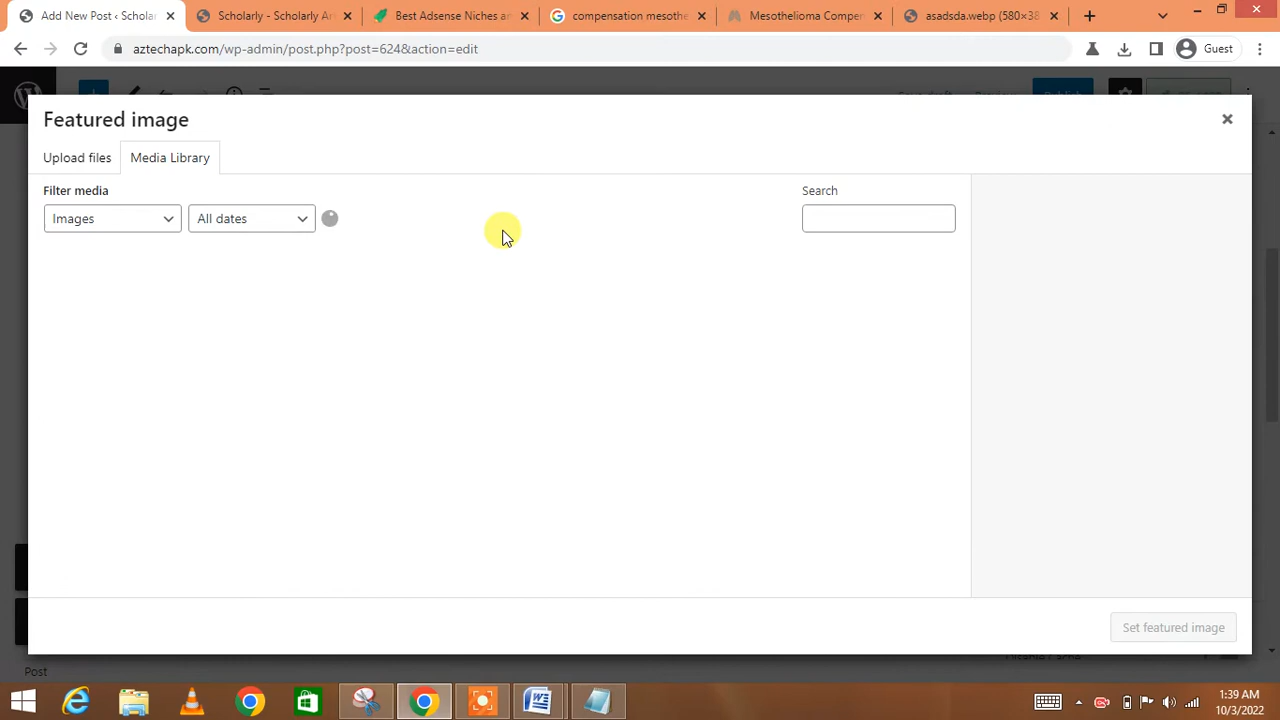 Add New Post ‹ Schola
Scholarly - Scholarly Ar
Best Adsense Niches an
compensation mesothe
Mesothelioma Compen
asadsda.webp (580×38
aztechapk.com/wp-admin/post.php?post=624&action=edit
Guest
Featured image
Upload files
Media Library
Filter media
Search
Images
All dates
Set featured image
Post
1:39 AM
10/3/2022